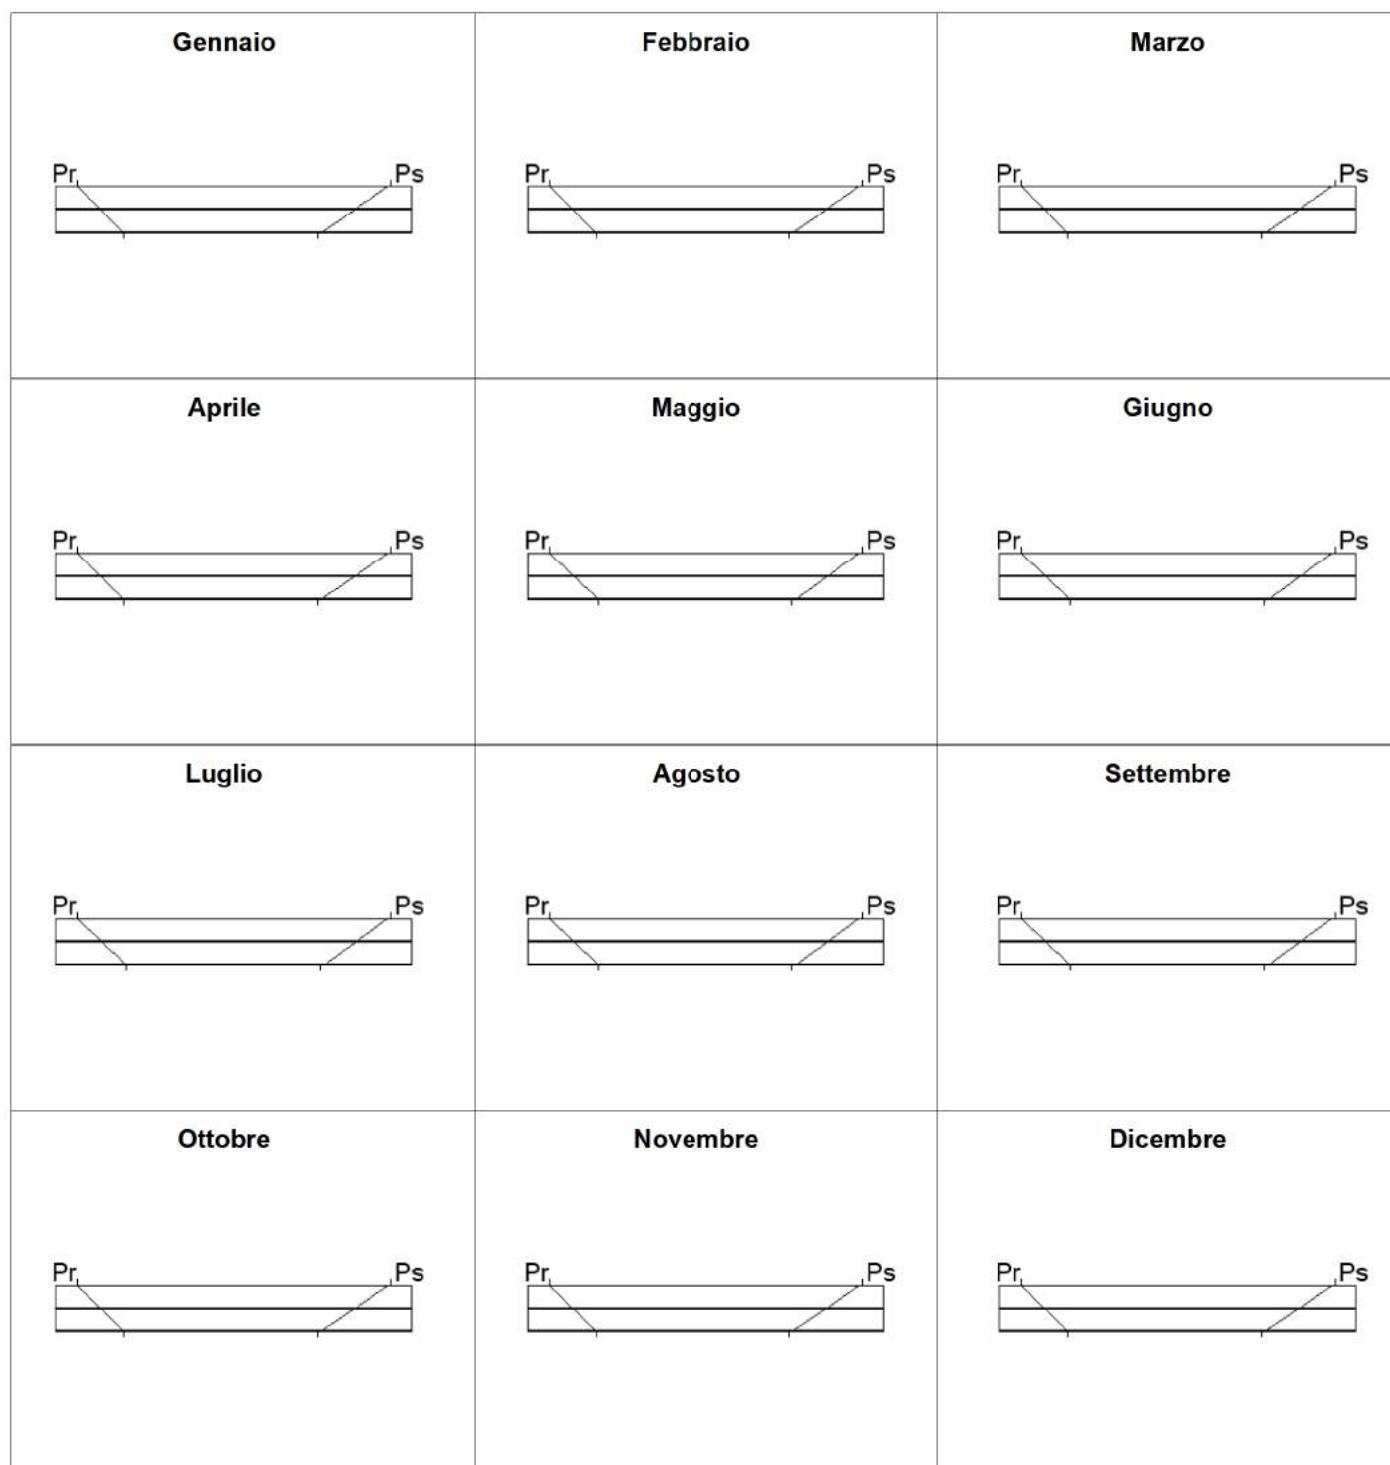 Gennaio Febbraio Marzo
Pr Ps Pr Ps Pr Ps
Aprile Maggio Giugno
Pr Ps Pr Ps Pr Ps
Luglio Agosto Settembre
Pr Ps Pr Ps Pr Ps
Ottobre Novembre Dicembre
Pr Ps Pr Ps Pr Ps